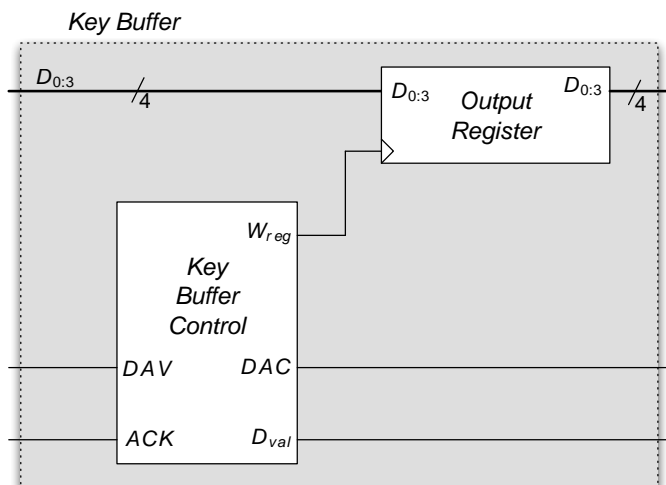 Key Buffer
D0:3
4
D0:3
Output
Register
D0:3
4
Wreg
Key
Buffer
Control
DAV
DAC
ACK
Dval